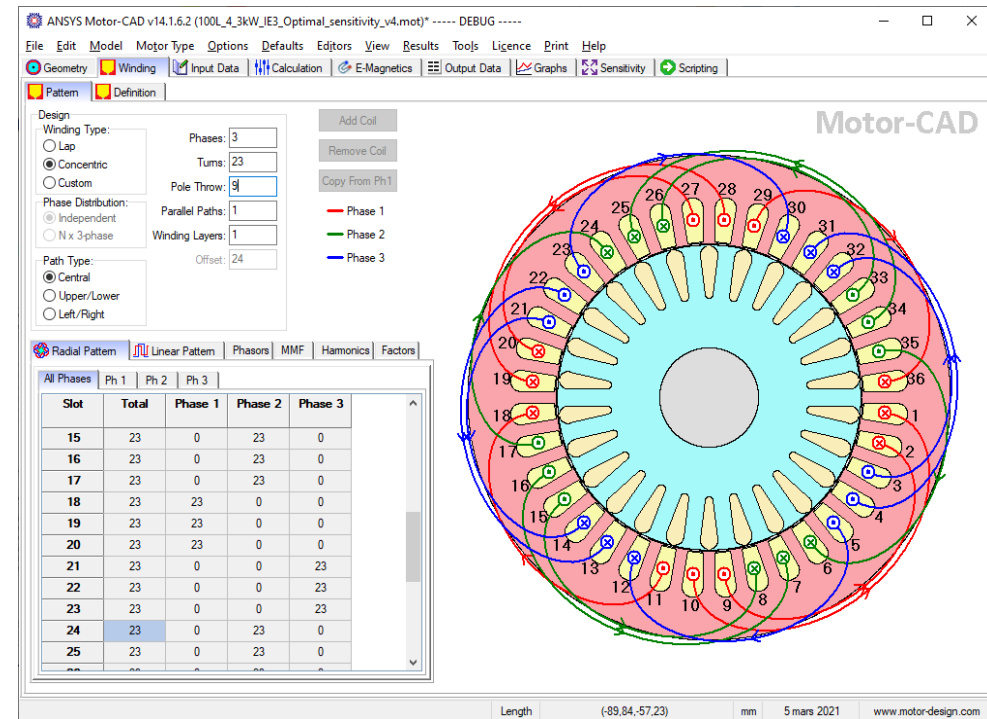 ANSYS Motor-CAD v14.1.6.2 (100L_4_3kW_IE3_Optimal_sensitivity_v4.mot)* ----- DEBUG -----
File Edit Model Motor Type Options Defaults Editors View Results Tools Licence Print Help
Geometry Winding Input Data Calculation E-Magnetics Output Data Graphs Sensitivity Scripting
Pattern Definition
Design
Winding Type:
Lap
Concentric
Custom
Phase Distribution:
Independent
N x 3-phase
Path Type:
Central
Upper/Lower
Left/Right
Phases: 3
Turns: 23
Pole Throw: 9
Parallel Paths: 1
Winding Layers: 1
Offset: 24
Add Coil
Remove Coil
Copy From Ph1
Phase 1
Phase 2
Phase 3
Motor-CAD
Radial Pattern Linear Pattern Phasors MMF Harmonics Factors
All Phases Ph 1 Ph 2 Ph 3
Slot Total Phase 1 Phase 2 Phase 3
15 23 0 23 0
16 23 0 23 0
17 23 0 23 0
18 23 23 0 0
19 23 23 0 0
20 23 23 0 0
21 23 0 0 23
22 23 0 0 23
23 23 0 0 23
24 23 0 23 0
25 23 0 23 0
1
2
3
4
5
6
7
8
9
10
11
12
13
14
15
16
17
18
19
20
21
22
23
24
25
26
27
28
29
30
31
32
33
34
35
36
Length (-89,84,-57,23) mm 5 mars 2021 www.motor-design.com